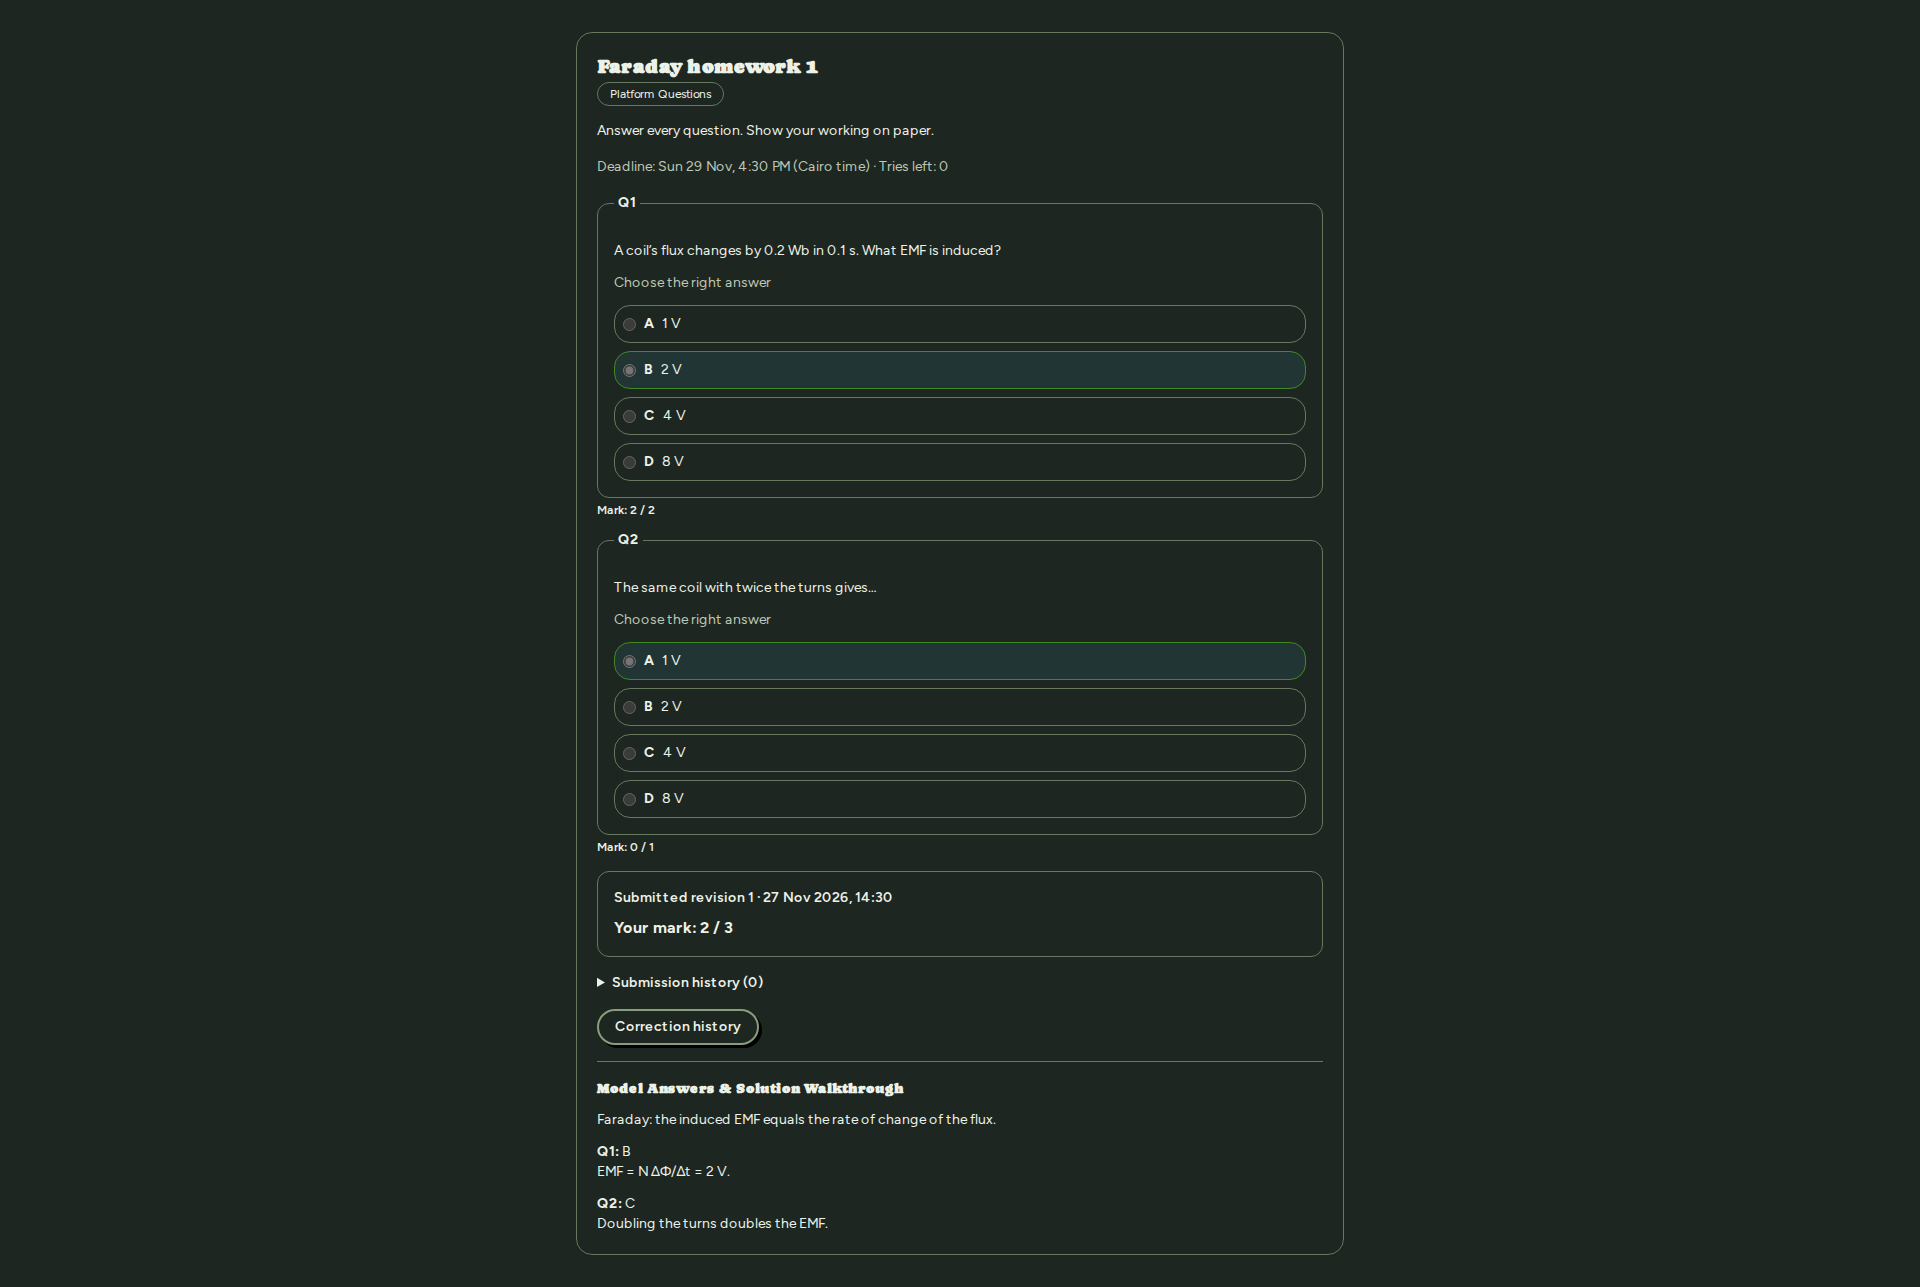 Faraday homework 1
Platform Questions
Answer every question. Show your working on paper.
Deadline: Sun 29 Nov, 4:30 PM (Cairo time) · Tries left: 0
Q1
A coil’s flux changes by 0.2 Wb in 0.1 s. What EMF is induced?
Choose the right answer
A 1 V
B 2 V
C 4 V
D 8 V
Mark: 2 / 2
Q2
The same coil with twice the turns gives…
Choose the right answer
A 1 V
B 2 V
C 4 V
D 8 V
Mark: 0 / 1
Submitted revision 1 · 27 Nov 2026, 14:30
Your mark: 2 / 3
Submission history (0)
Correction history
Model Answers & Solution Walkthrough
Faraday: the induced EMF equals the rate of change of the flux.
Q1: B
EMF = N ΔΦ/Δt = 2 V.
Q2: C
Doubling the turns doubles the EMF.